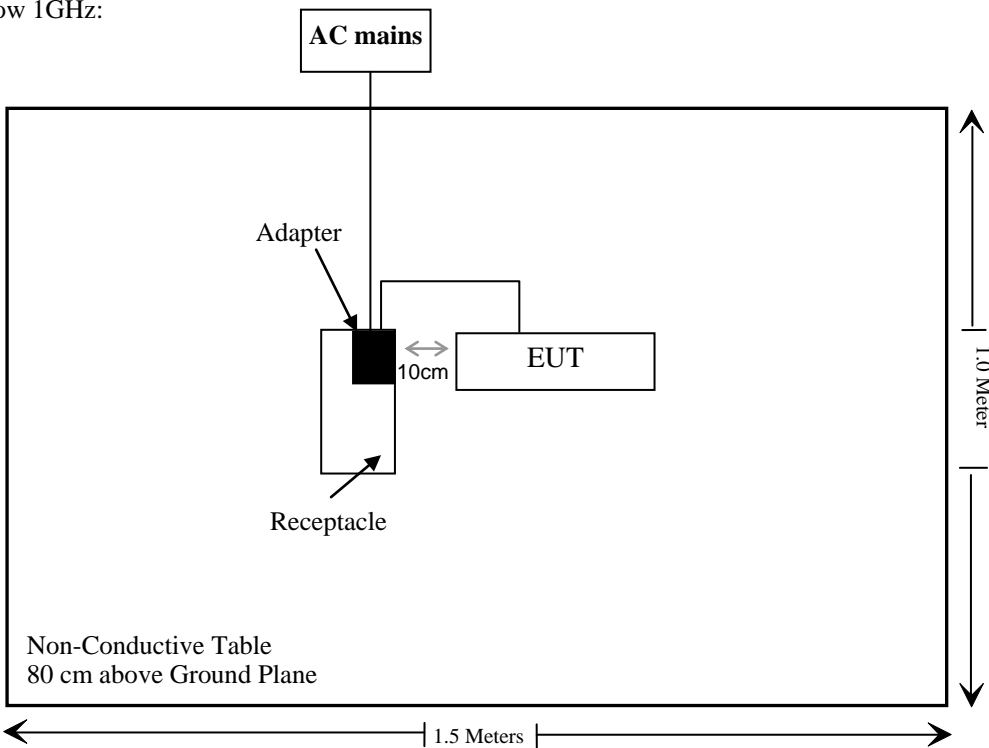 1GHz:
AC mains
Adapter
EUT
10cm
1.0 Meter
Receptacle
Non-Conductive Table
80 cm above Ground Plane
1.5 Meters